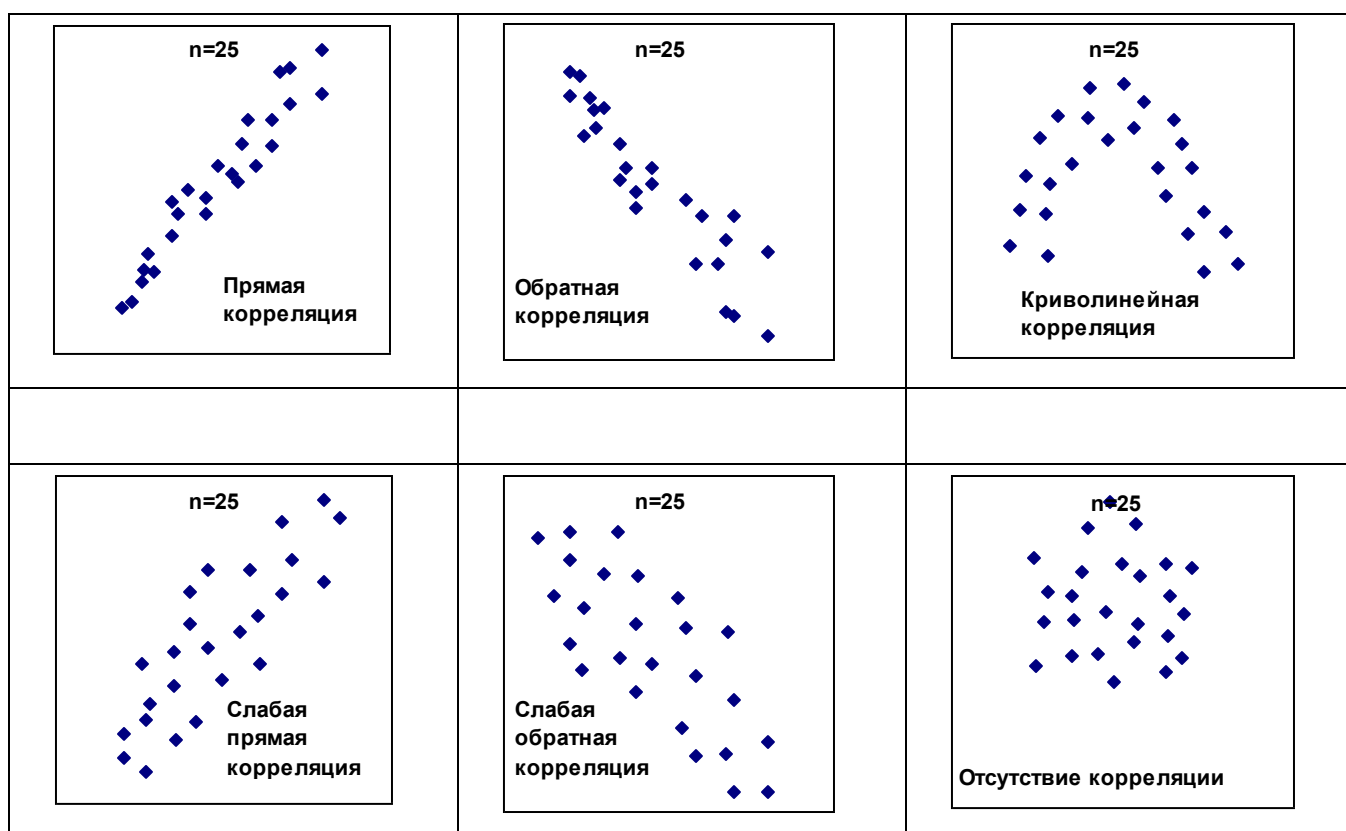 n=25
Прямая
корреляция
n=25
Обратная
корреляция
n=25
Криволинейная
корреляция
n=25
Слабая
прямая
корреляция
n=25
Слабая
обратная
корреляция
n=25
Отсутствие корреляции